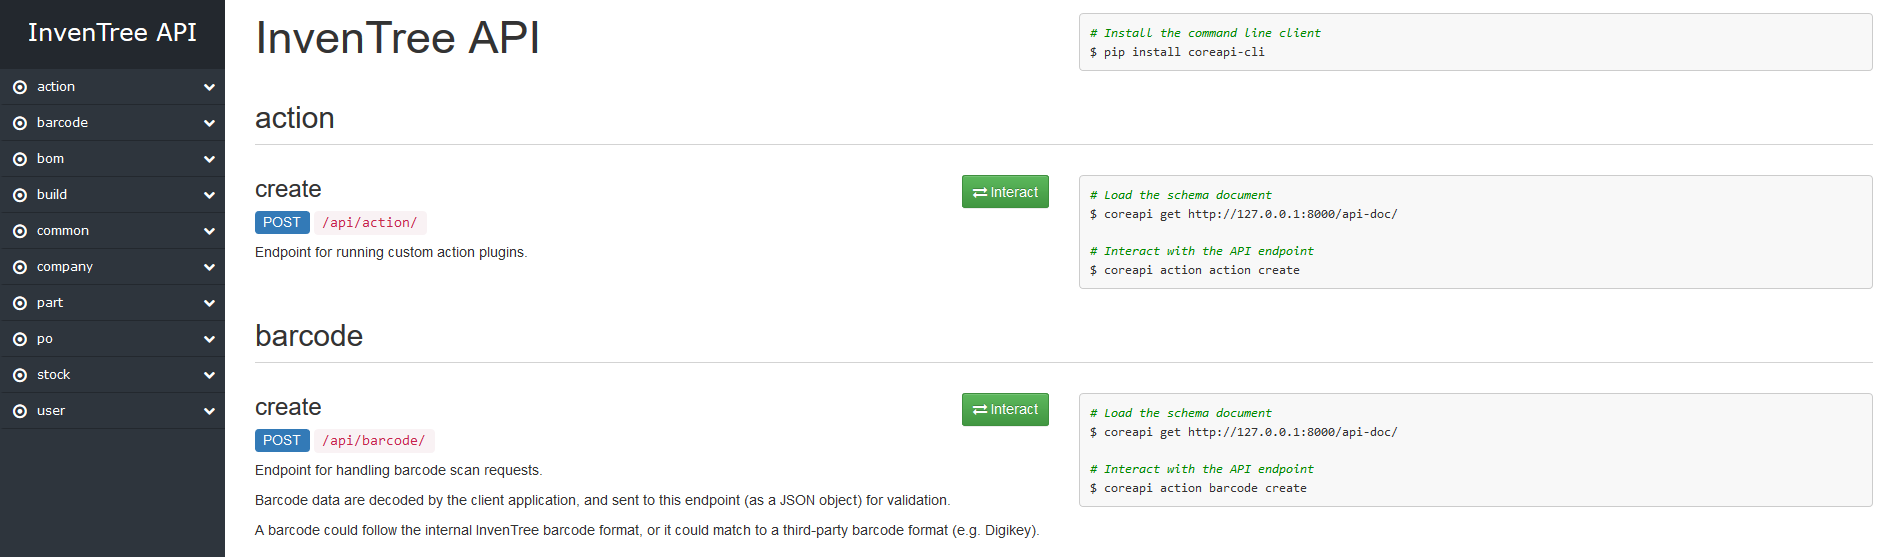 InvenTree API
action
barcode
bom
build
common
company
part
po
stock
user
InvenTree API
# Install the command line client
$ pip install coreapi-cli
action
create
Interact
POST /api/action/
Endpoint for running custom action plugins.
# Load the schema document
$ coreapi get http://127.0.0.1:8000/api-doc/
# Interact with the API endpoint
$ coreapi action action create
barcode
create
Interact
POST /api/barcode/
Endpoint for handling barcode scan requests.
Barcode data are decoded by the client application, and sent to this endpoint (as a JSON object) for validation.
A barcode could follow the internal InvenTree barcode format, or it could match to a third-party barcode format (e.g. Digikey).
# Load the schema document
$ coreapi get http://127.0.0.1:8000/api-doc/
# Interact with the API endpoint
$ coreapi action barcode create